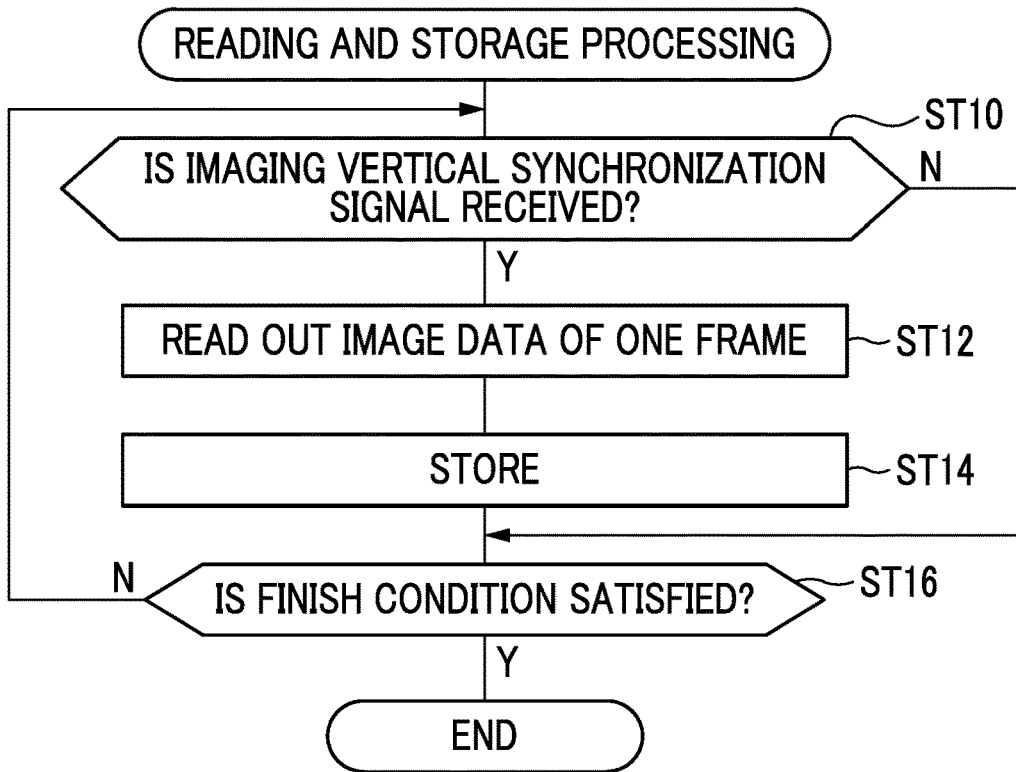 READING AND STORAGE PROCESSING
ST10
IS IMAGING VERTICAL SYNCHRONIZATION
SIGNAL RECEIVED?
N
Y
READ OUT IMAGE DATA OF ONE FRAME
ST12
STORE
ST14
N
IS FINISH CONDITION SATISFIED?
ST16
Y
END